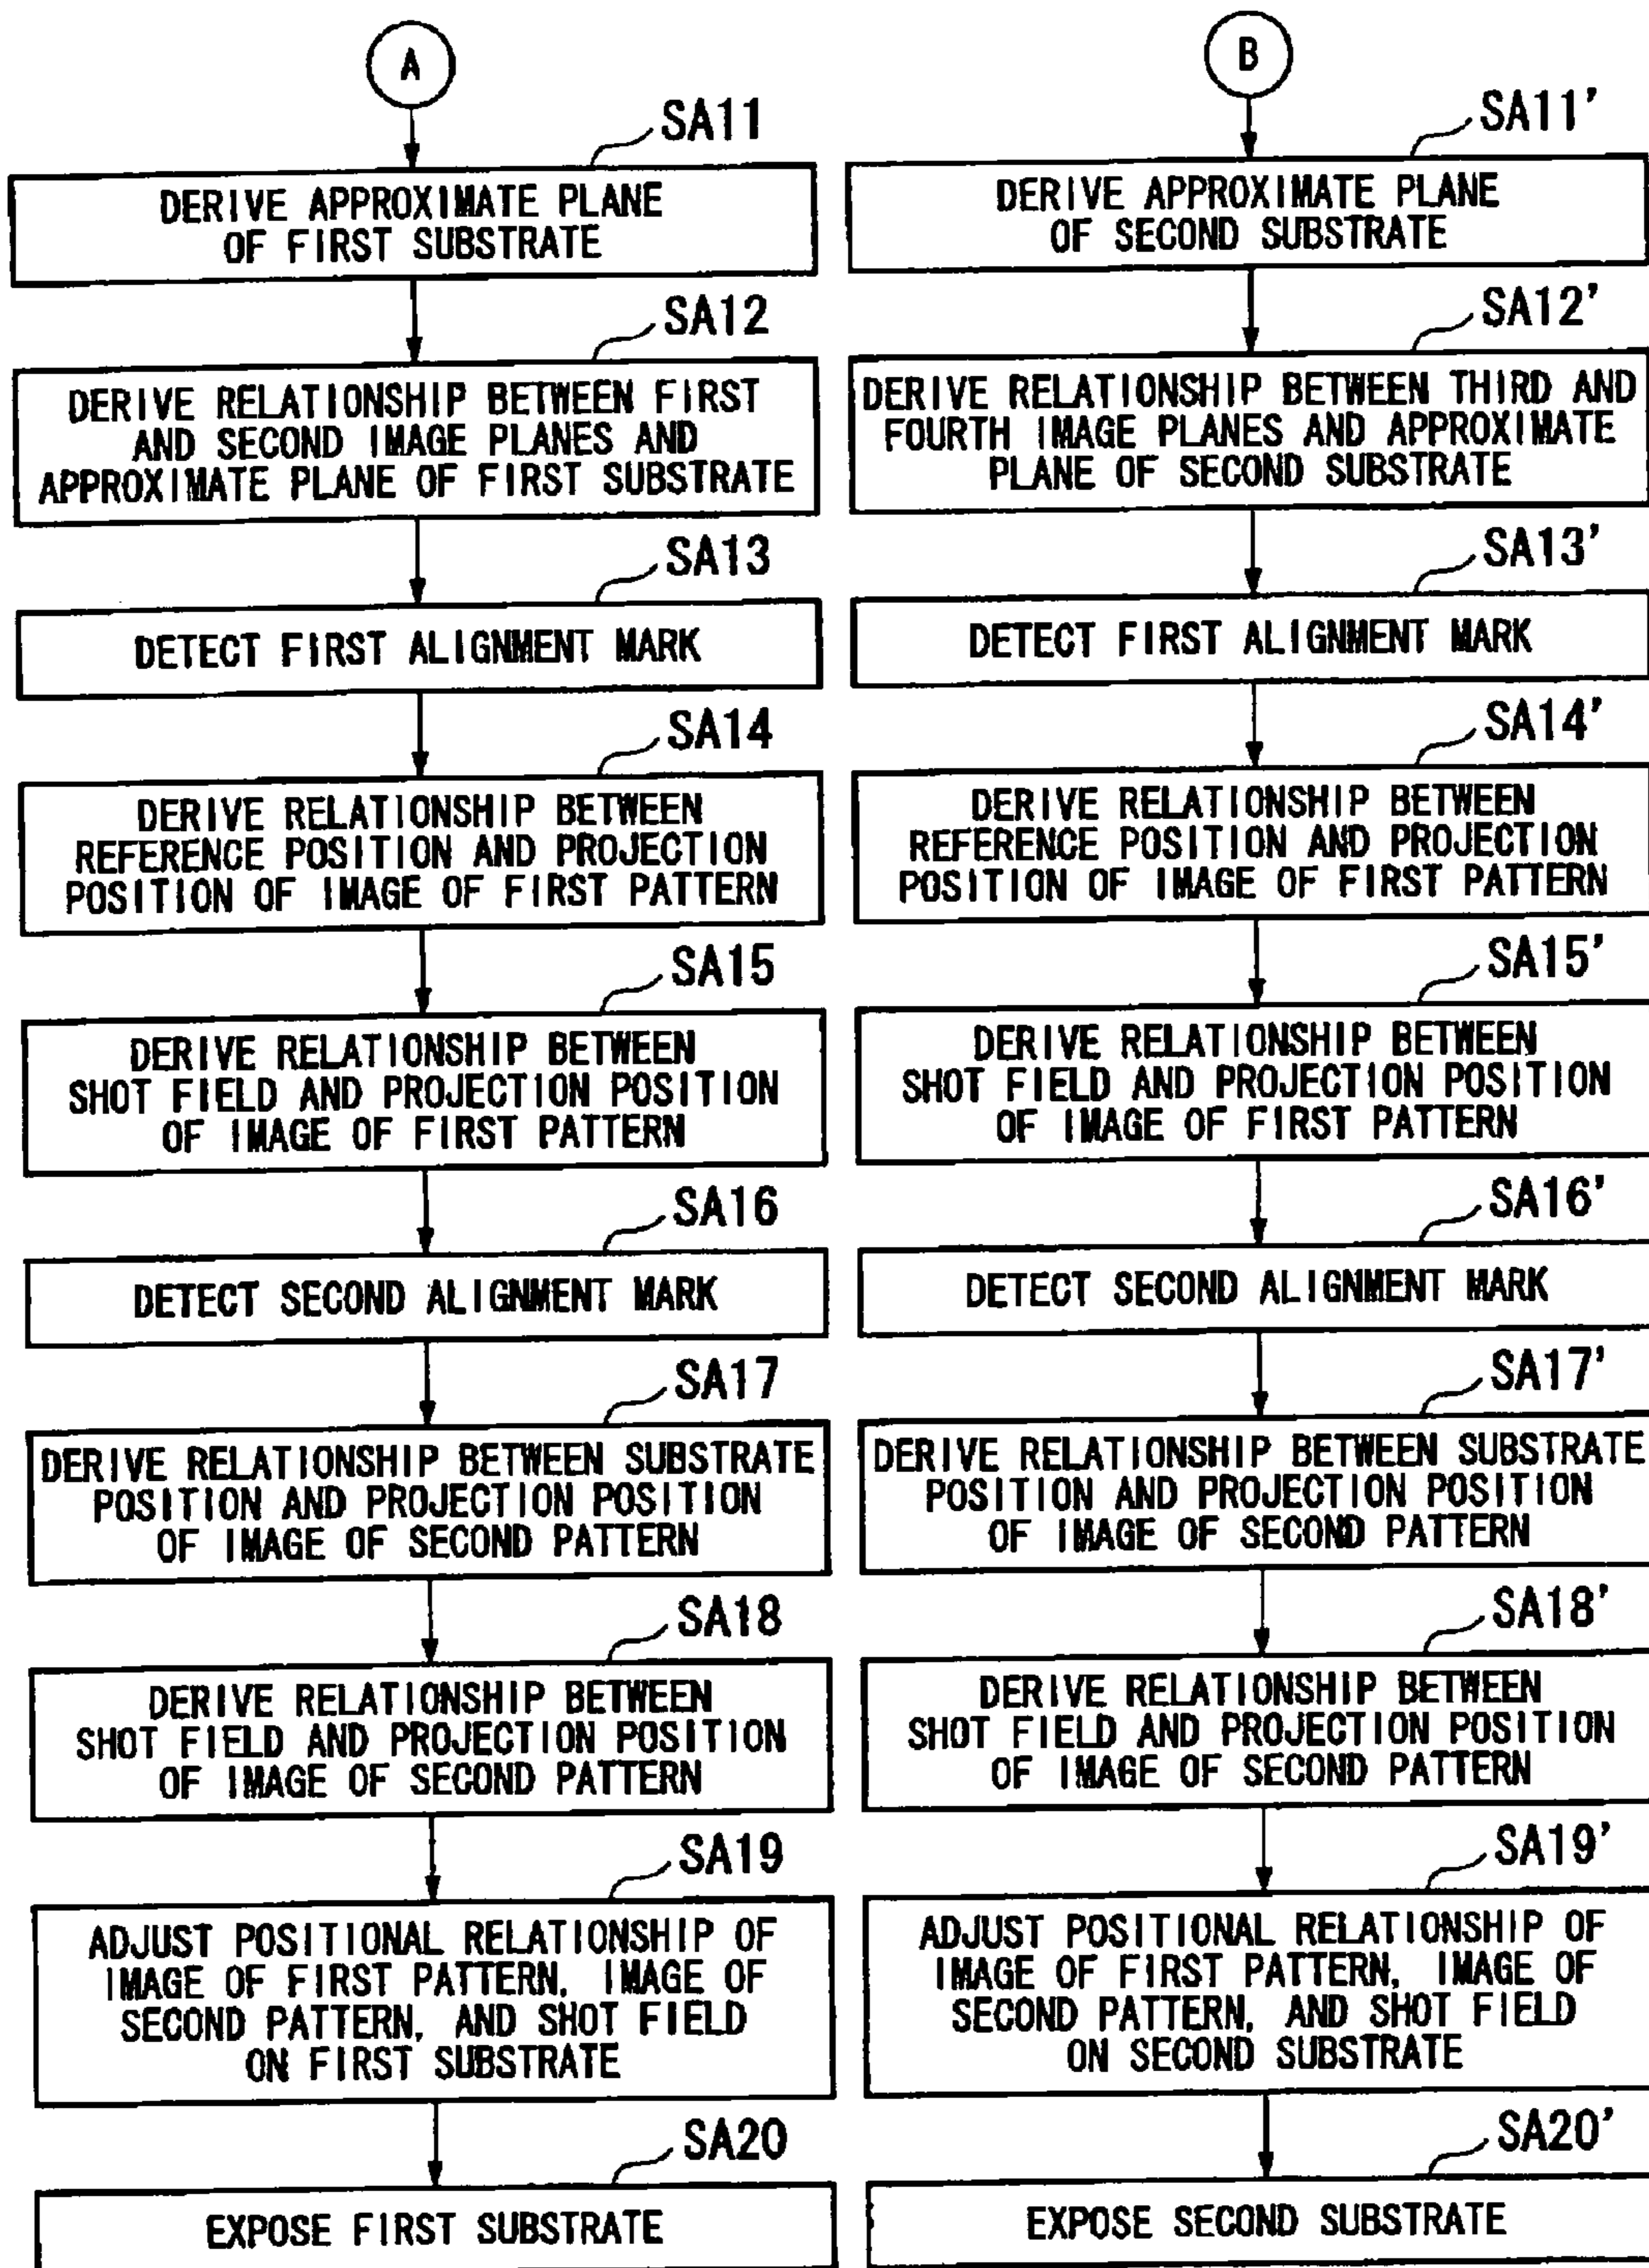 A
SA11
DERIVE APPROXIMATE PLANE
OF FIRST SUBSTRATE
SA12
DERIVE RELATIONSHIP BETWEEN FIRST
AND SECOND IMAGE PLANES AND
APPROXIMATE PLANE OF FIRST SUBSTRATE
SA13
DETECT FIRST ALIGNMENT MARK
SA14
DERIVE RELATIONSHIP BETWEEN
REFERENCE POSITION AND PROJECTION
POSITION OF IMAGE OF FIRST PATTERN
SA15
DERIVE RELATIONSHIP BETWEEN
SHOT FIELD AND PROJECTION POSITION
OF IMAGE OF FIRST PATTERN
SA16
DETECT SECOND ALIGNMENT MARK
SA17
DERIVE RELATIONSHIP BETWEEN SUBSTRATE
POSITION AND PROJECTION POSITION
OF IMAGE OF SECOND PATTERN
SA18
DERIVE RELATIONSHIP BETWEEN
SHOT FIELD AND PROJECTION POSITION
OF IMAGE OF SECOND PATTERN
SA19
ADJUST POSITIONAL RELATIONSHIP OF
IMAGE OF FIRST PATTERN, IMAGE OF
SECOND PATTERN, AND SHOT FIELD
ON FIRST SUBSTRATE
SA20
EXPOSE FIRST SUBSTRATE
B
SA11'
DERIVE APPROXIMATE PLANE
OF SECOND SUBSTRATE
SA12'
DERIVE RELATIONSHIP BETWEEN THIRD AND
FOURTH IMAGE PLANES AND APPROXIMATE
PLANE OF SECOND SUBSTRATE
SA13'
DETECT FIRST ALIGNMENT MARK
SA14'
DERIVE RELATIONSHIP BETWEEN
REFERENCE POSITION AND PROJECTION
POSITION OF IMAGE OF FIRST PATTERN
SA15'
DERIVE RELATIONSHIP BETWEEN
SHOT FIELD AND PROJECTION POSITION
OF IMAGE OF FIRST PATTERN
SA16'
DETECT SECOND ALIGNMENT MARK
SA17'
DERIVE RELATIONSHIP BETWEEN SUBSTRATE
POSITION AND PROJECTION POSITION
OF IMAGE OF SECOND PATTERN
SA18'
DERIVE RELATIONSHIP BETWEEN
SHOT FIELD AND PROJECTION POSITION
OF IMAGE OF SECOND PATTERN
SA19'
ADJUST POSITIONAL RELATIONSHIP OF
IMAGE OF FIRST PATTERN, IMAGE OF
SECOND PATTERN, AND SHOT FIELD
ON SECOND SUBSTRATE
SA20'
EXPOSE SECOND SUBSTRATE